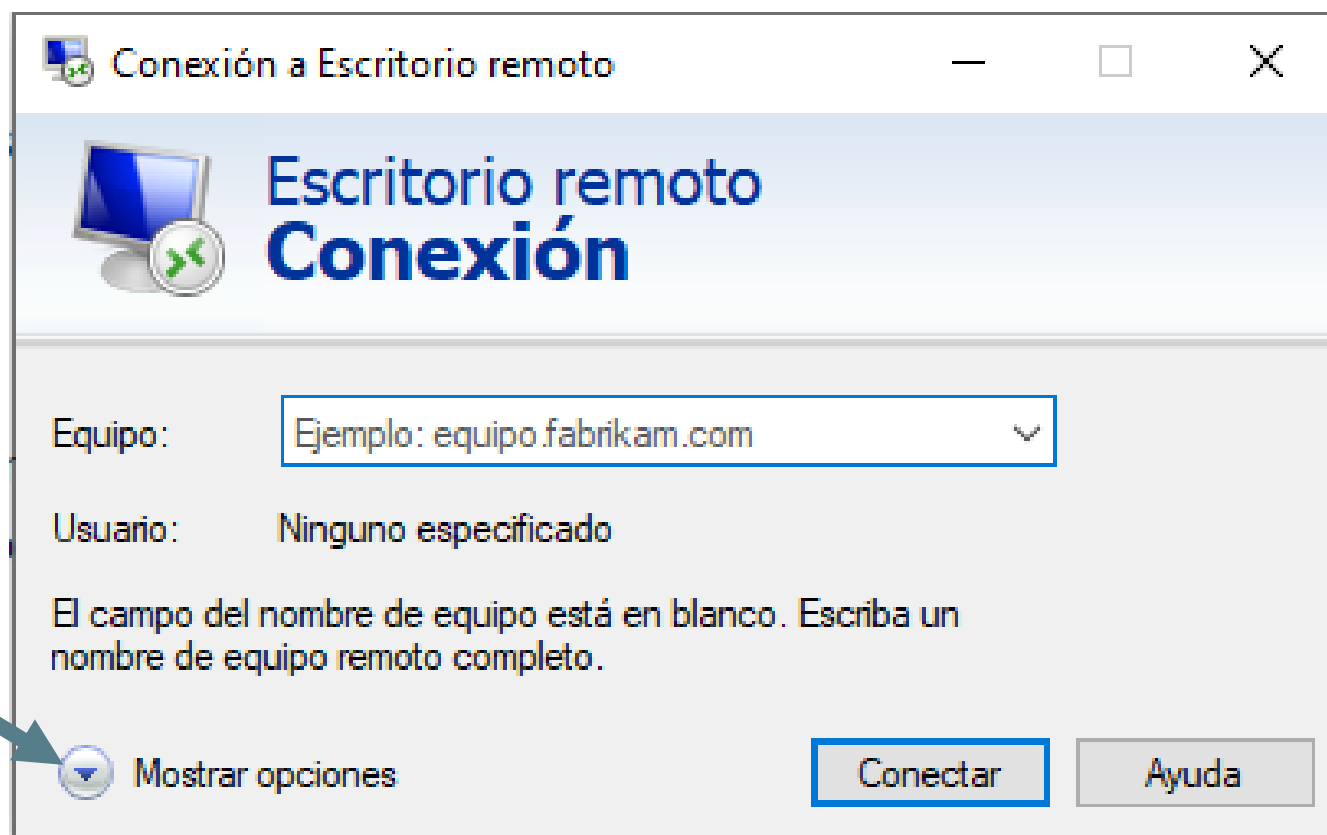 Conexión a Escritorio remoto
Escritorio remoto
Conexión
Equipo: Ejemplo: equipo.fabrikam.com
Usuario: Ninguno especificado
El campo del nombre de equipo está en blanco. Escriba un
nombre de equipo remoto completo.
Mostrar opciones Conectar Ayuda